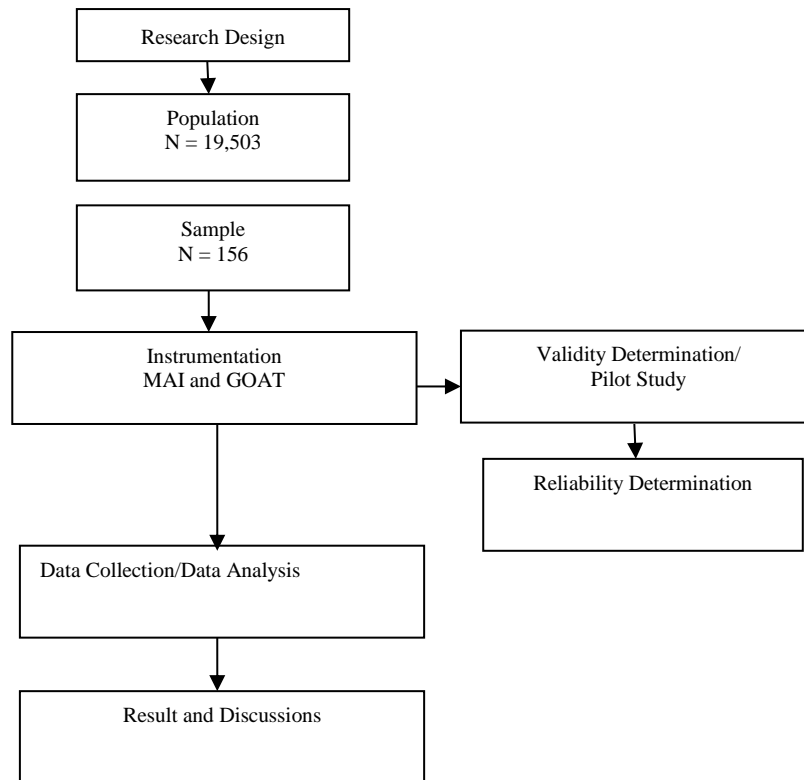 Research Design
Population
N = 19,503
Sample
N = 156
Instrumentation
MAI and GOAT
Validity Determination/
Pilot Study
Reliability Determination
Data Collection/Data Analysis
Result and Discussions